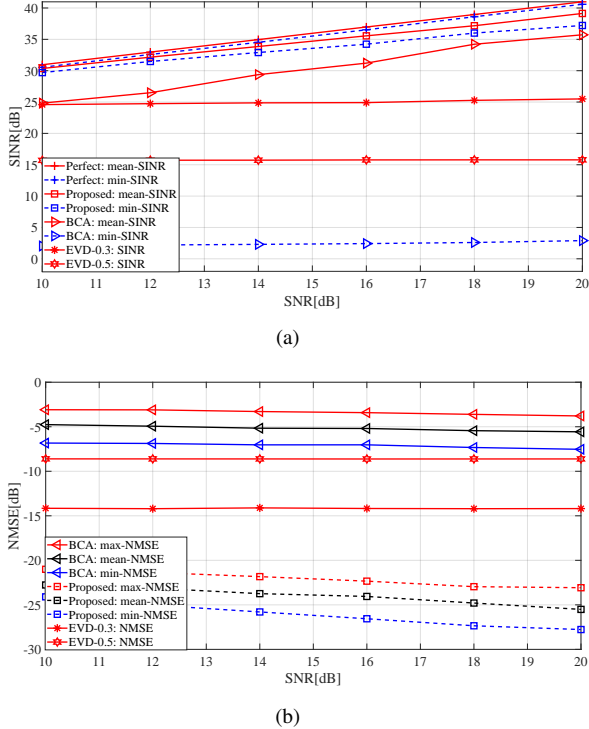 40
35
30
25
20
15
10
5
0
SINR[dB]
Perfect: mean-SINR
Perfect: min-SINR
Proposed: mean-SINR
Proposed: min-SINR
BCA: mean-SINR
BCA: min-SINR
EVD-0.3: SINR
EVD-0.5: SINR
10 11 12 13 14 15 16 17 18 19 20
SNR[dB]
(a)
0
-5
-10
-15
-20
-25
-30
NMSE[dB]
BCA: max-NMSE
BCA: mean-NMSE
BCA: min-NMSE
Proposed: max-NMSE
Proposed: mean-NMSE
Proposed: min-NMSE
EVD-0.3: NMSE
EVD-0.5: NMSE
10 11 12 13 14 15 16 17 18 19 20
SNR[dB]
(b)